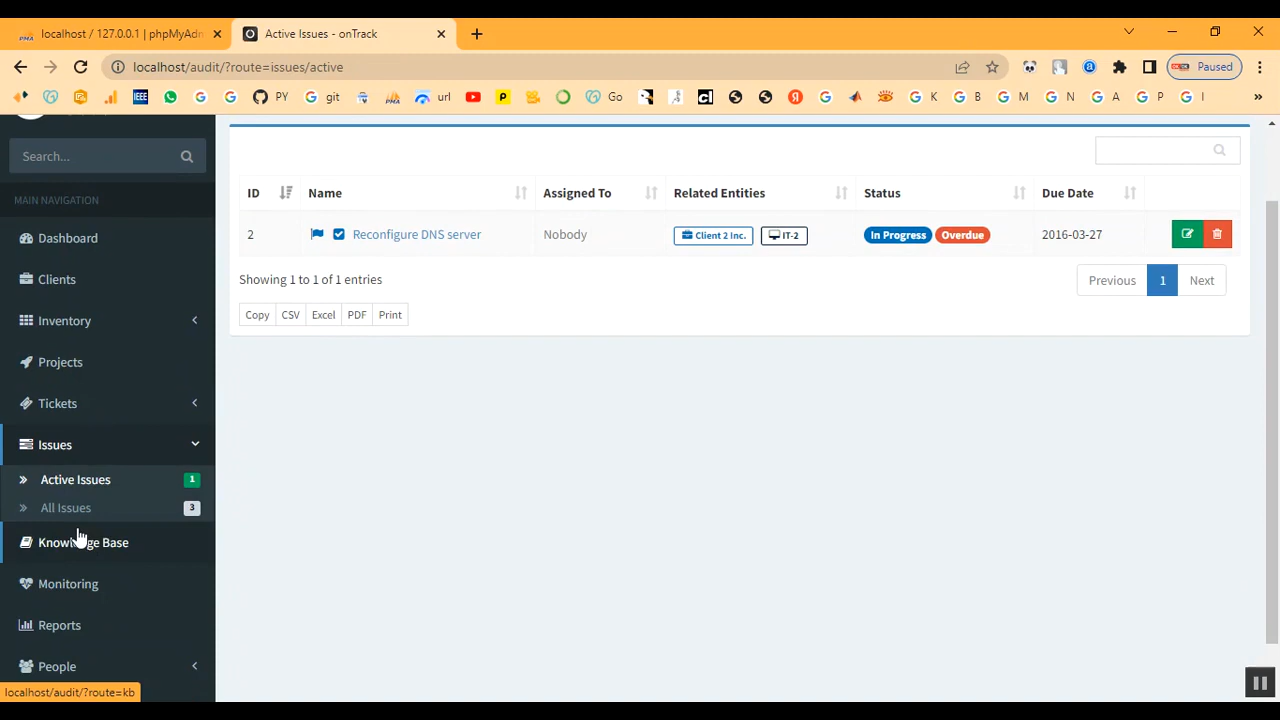 localhost / 127.0.0.1 | phpMyAdn
Active Issues - onTrack
localhost/audit/?route=issues/active
Paused
IEEE PY git url Go K B M N A P I »
Search...
MAIN NAVIGATION
Dashboard
Clients
Inventory
Projects
Tickets
Issues
Active Issues 1
All Issues 3
Knowledge Base
Monitoring
Reports
People
localhost/audit/?route=kb
ID Name Assigned To Related Entities Status Due Date
2 Reconfigure DNS server Nobody Client 2 Inc. IT-2 In Progress Overdue 2016-03-27
Showing 1 to 1 of 1 entries
Previous 1 Next
Copy CSV Excel PDF Print